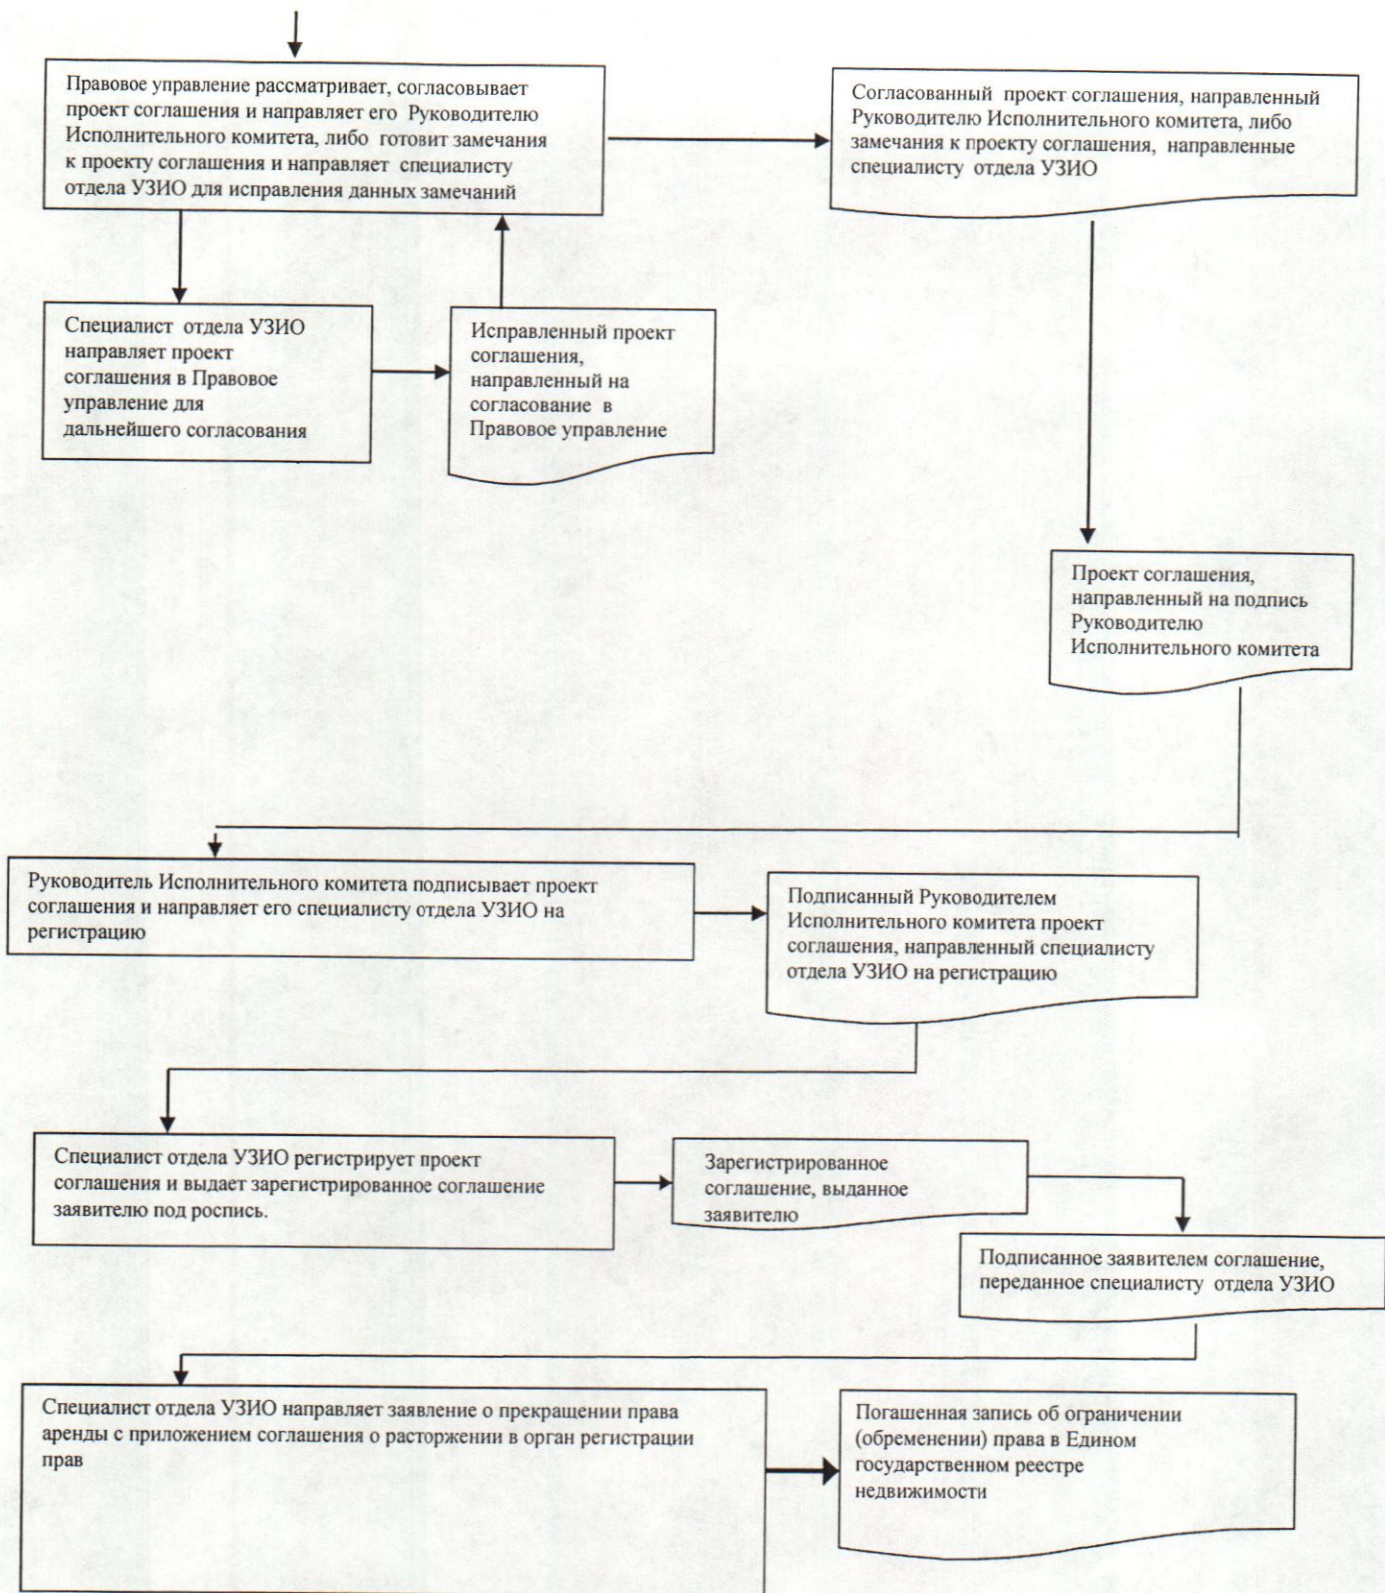 Правовое управление рассматривает, согласовывает
проект соглашения и направляет его Руководителю
Исполнительного комитета, либо готовит замечания
к проекту соглашения и направляет специалисту
отдела УЗИО для исправления данных замечаний
Согласованный проект соглашения, направленный
Руководителю Исполнительного комитета, либо
замечания к проекту соглашения, направленные
специалисту отдела УЗИО
Специалист отдела УЗИО
направляет проект
соглашения в Правовое
управление для
дальнейшего согласования
Исправленный проект
соглашения,
направленный на
согласование в
Правовое управление
Проект соглашения,
направленный на подпись
Руководителю
Исполнительного комитета
Руководитель Исполнительного комитета подписывает проект
соглашения и направляет его специалисту отдела УЗИО на
регистрацию
Подписанный Руководителем
Исполнительного комитета проект
соглашения, направленный специалисту
отдела УЗИО на регистрацию
Специалист отдела УЗИО регистрирует проект
соглашения и выдает зарегистрированное соглашение
заявителю под роспись.
Зарегистрированное
соглашение, выданное
заявителю
Подписанное заявителем соглашение,
переданное специалисту отдела УЗИО
Специалист отдела УЗИО направляет заявление о прекращении права
аренды с приложением соглашения о расторжении в орган регистрации
прав
Погашенная запись об ограничении
(обременении) права в Едином
государственном реестре
недвижимости